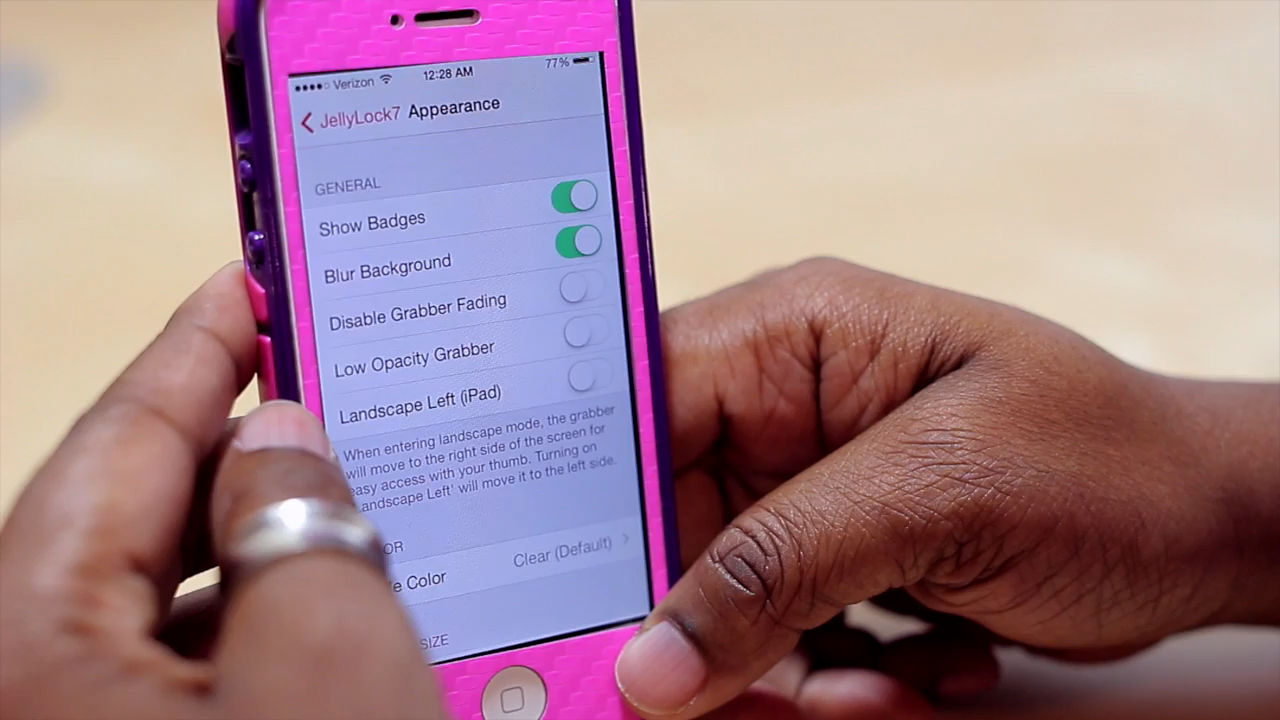 Verizon 12:28 AM 77%
JellyLock7 Appearance
GENERAL
Show Badges
Blur Background
Disable Grabber Fading
Low Opacity Grabber
Landscape Left (iPad)
When entering landscape mode, the grabber
will move to the right side of the screen for
easy access with your thumb. Turning on
andscape Left' will move it to the left side.
OR
e Color Clear (Default)
SIZE